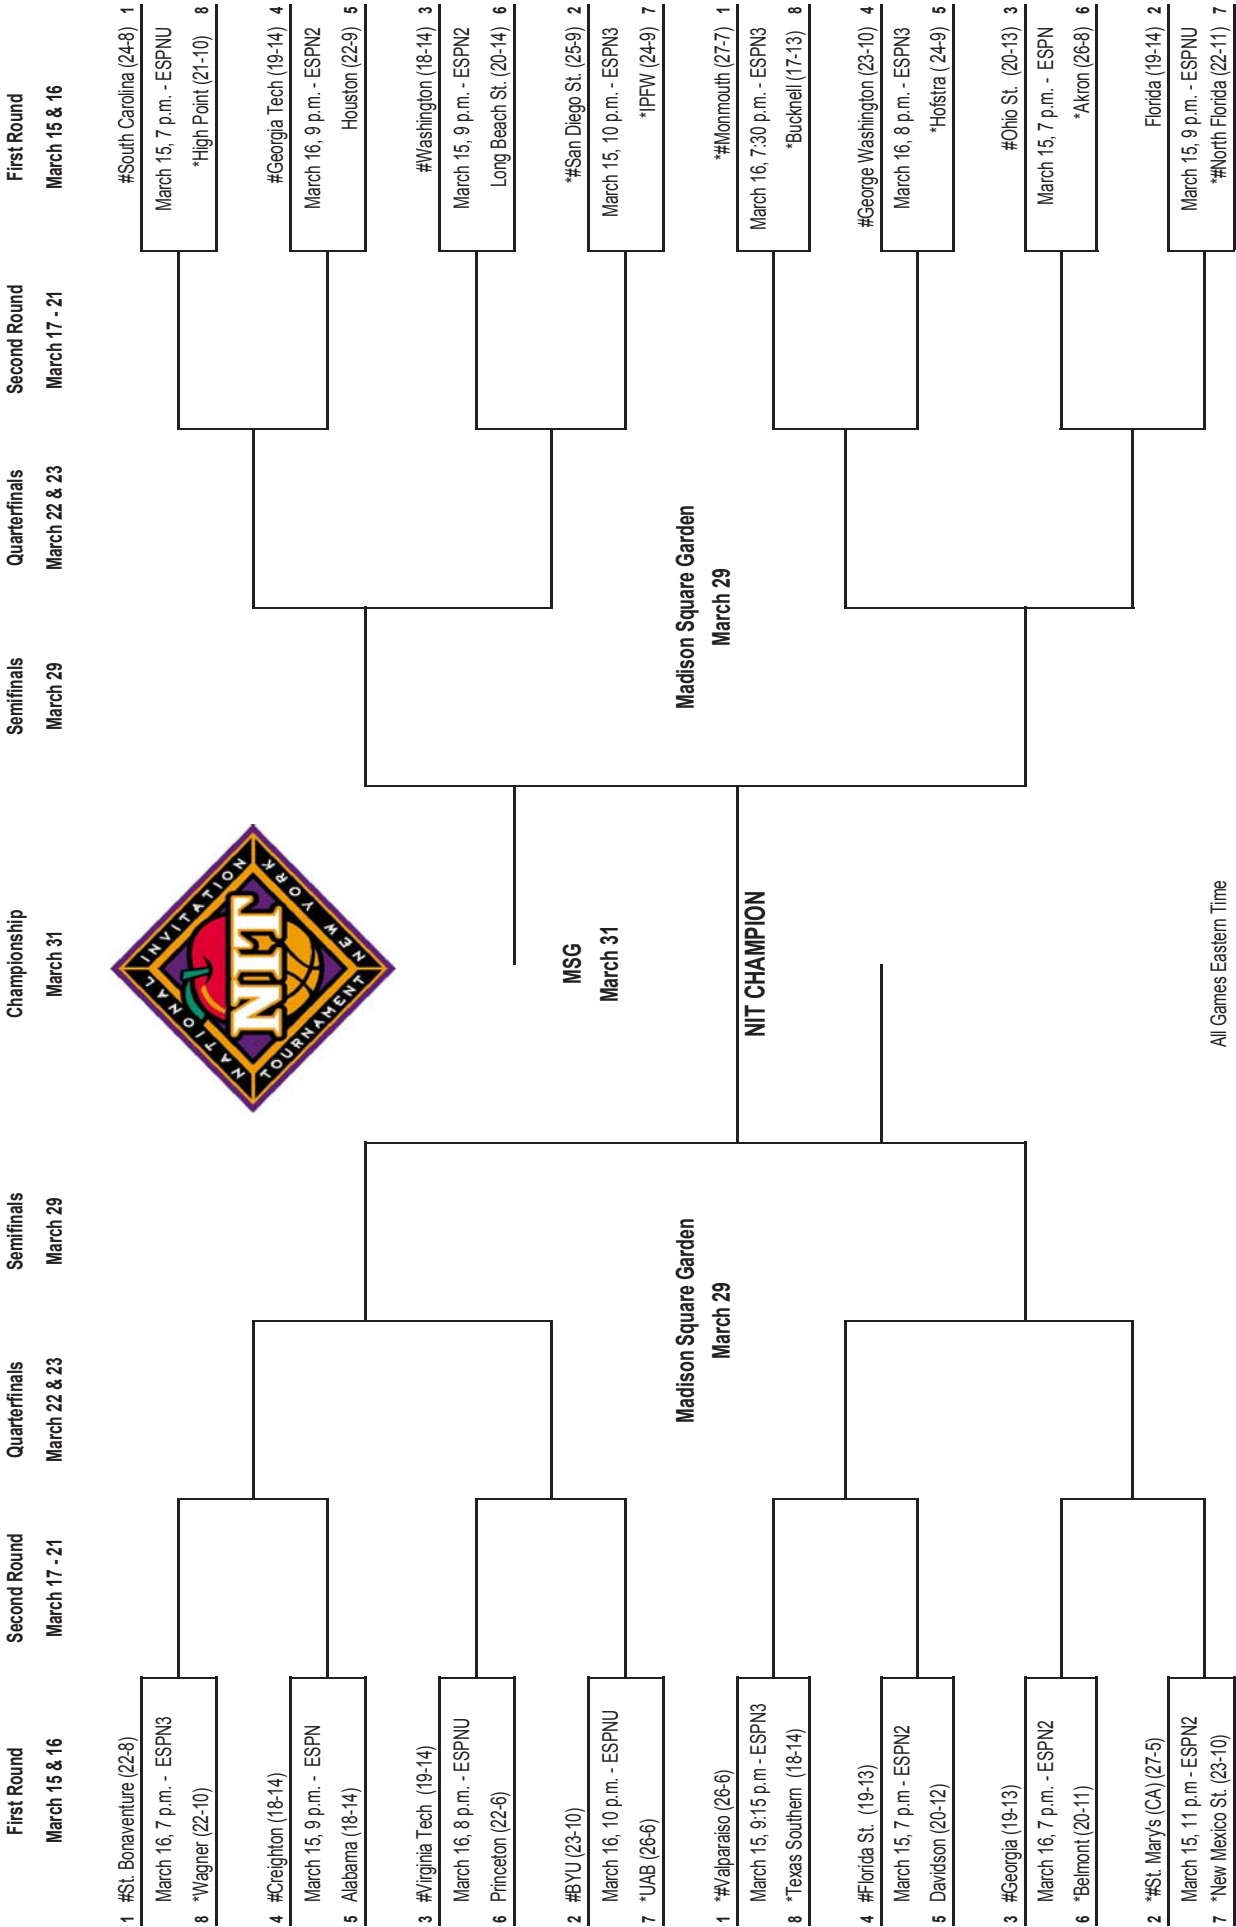 First Round
March 15 & 16
Second Round
March 17 - 21
Quarterfinals
March 22 & 23
Semifinals
March 29
Championship
March 31
Semifinals
March 29
Quarterfinals
March 22 & 23
Second Round
March 17 - 21
First Round
March 15 & 16
1 #St. Bonaventure (22-8)
March 16, 7 p.m. - ESPN3
8 *Wagner (22-10)
4 #Creighton (18-14)
March 15, 9 p.m. - ESPN
5 Alabama (18-14)
3 #Virginia Tech (19-14)
March 16, 8 p.m. - ESPNU
6 Princeton (22-6)
2 #BYU (23-10)
March 16, 10 p.m. - ESPNU
7 *UAB (26-6)
1 *#Valparaiso (26-6)
March 15, 9:15 p.m - ESPN3
8 *Texas Southern (18-14)
4 #Florida St. (19-13)
March 15, 7 p.m - ESPN2
5 Davidson (20-12)
3 #Georgia (19-13)
March 16, 7 p.m. - ESPN2
6 *Belmont (20-11)
2 *#St. Mary's (CA) (27-5)
March 15, 11 p.m - ESPN2
7 *New Mexico St. (23-10)
Madison Square Garden
March 29
NATIONAL INVITATION
NIT
TOURNAMENT NEW YORK
MSG
March 31
NIT CHAMPION
All Games Eastern Time
Madison Square Garden
March 29
#South Carolina (24-8) 1
March 15, 7 p.m. - ESPNU
*High Point (21-10) 8
#Georgia Tech (19-14) 4
March 16, 9 p.m. - ESPN2
Houston (22-9) 5
#Washington (18-14) 3
March 15, 9 p.m. - ESPN2
Long Beach St. (20-14) 6
*#San Diego St. (25-9) 2
March 15, 10 p.m. - ESPN3
*IPFW (24-9) 7
*#Monmouth (27-7) 1
March 16, 7:30 p.m. - ESPN3
*Bucknell (17-13) 8
#George Washington (23-10) 4
March 16, 8 p.m. - ESPN3
*Hofstra ( 24-9) 5
#Ohio St. (20-13) 3
March 15, 7 p.m. - ESPN
*Akron (26-8) 6
Florida (19-14) 2
March 15, 9 p.m. - ESPNU
*#North Florida (22-11) 7